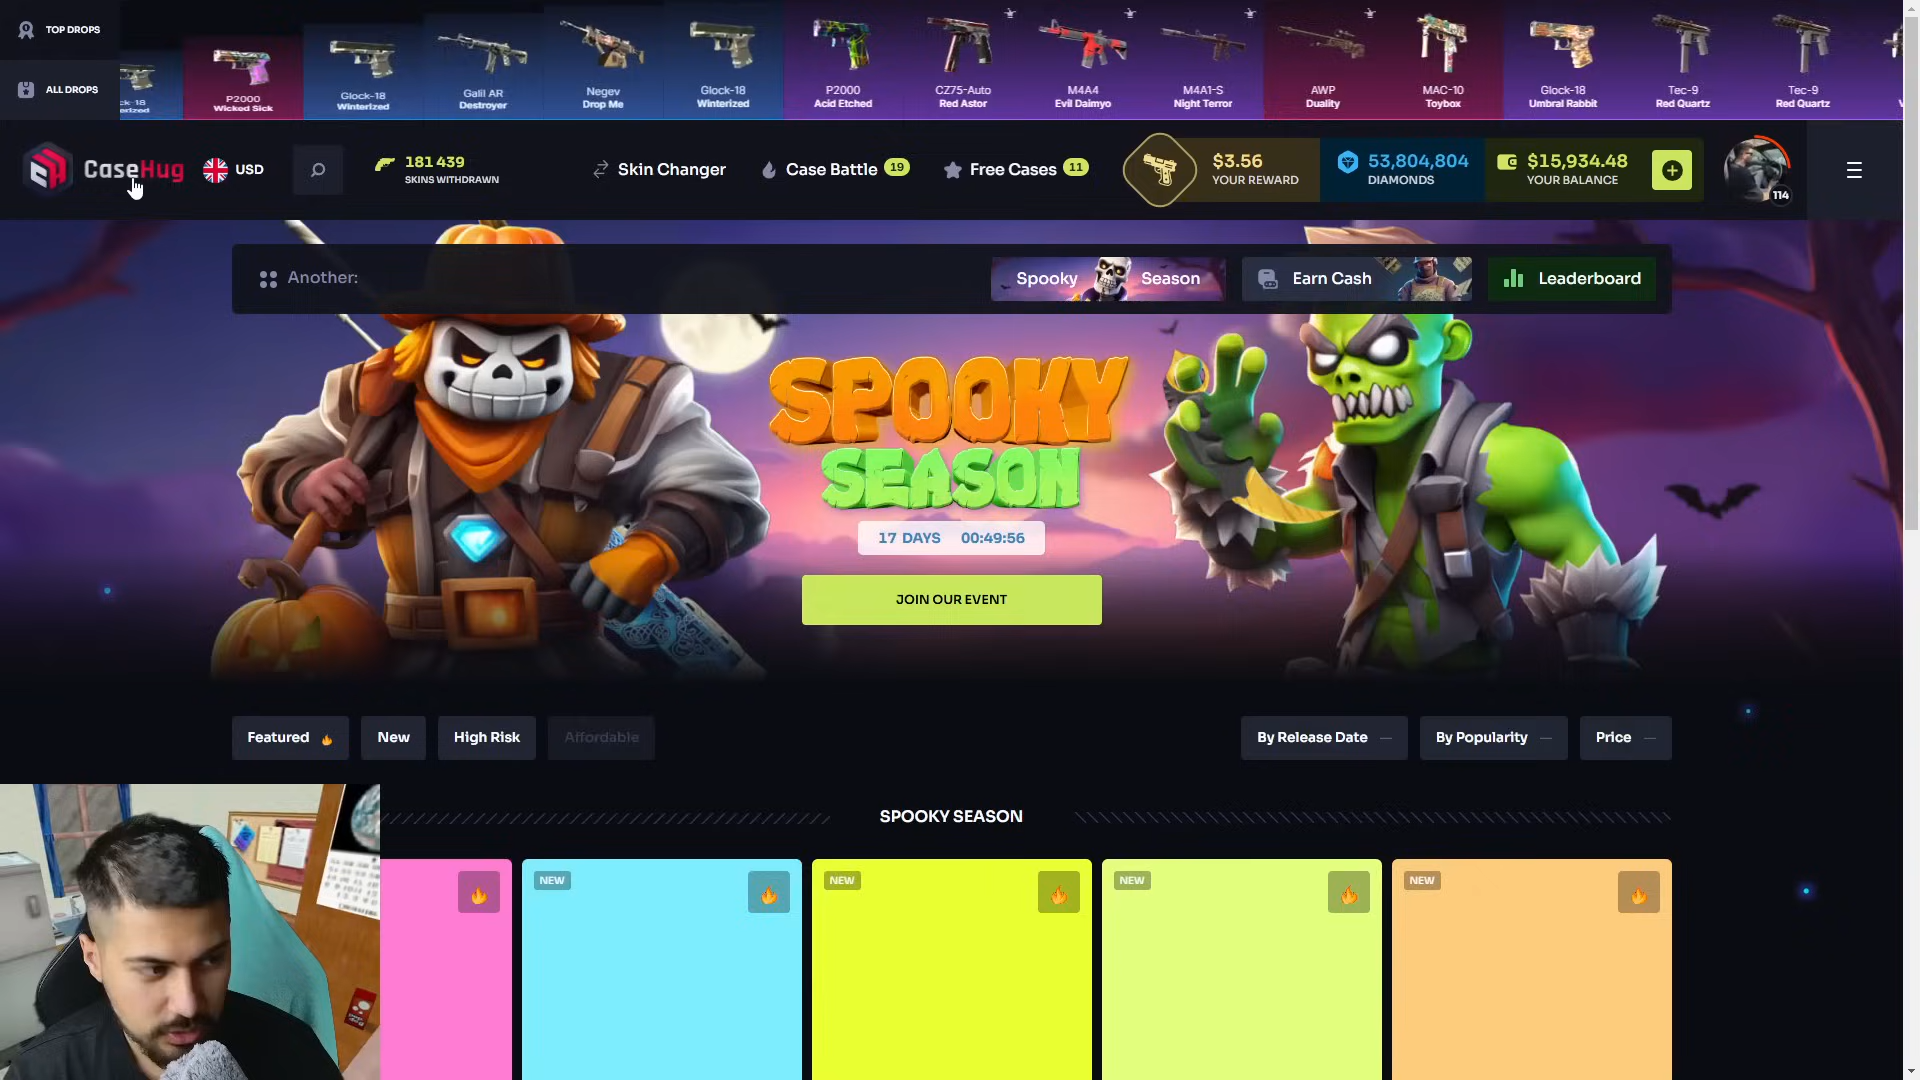 TOP DROPS
ALL DROPS
P2000
Wicked Sick
Glock-18
Winterized
Galil AR
Destroyer
Negev
Drop Me
Glock-18
Winterized
P2000
Acid Etched
CZ75-Auto
Red Astor
M4A4
Evil Daimyo
M4A1-S
Night Terror
AWP
Duality
MAC-10
Toybox
Glock-18
Umbral Rabbit
Tec-9
Red Quartz
Tec-9
Red Quartz
CaseHug
USD
181 439
SKINS WITHDRAWN
Skin Changer
Case Battle 19
Free Cases 11
$3.56
YOUR REWARD
53,804,804
DIAMONDS
$15,934.48
YOUR BALANCE
114
Another:
Spooky Season
Earn Cash
Leaderboard
SPOOKY
SEASON
17 DAYS 00:49:56
JOIN OUR EVENT
Featured
New
High Risk
Affordable
By Release Date
By Popularity
Price
SPOOKY SEASON
NEW
NEW
NEW
NEW